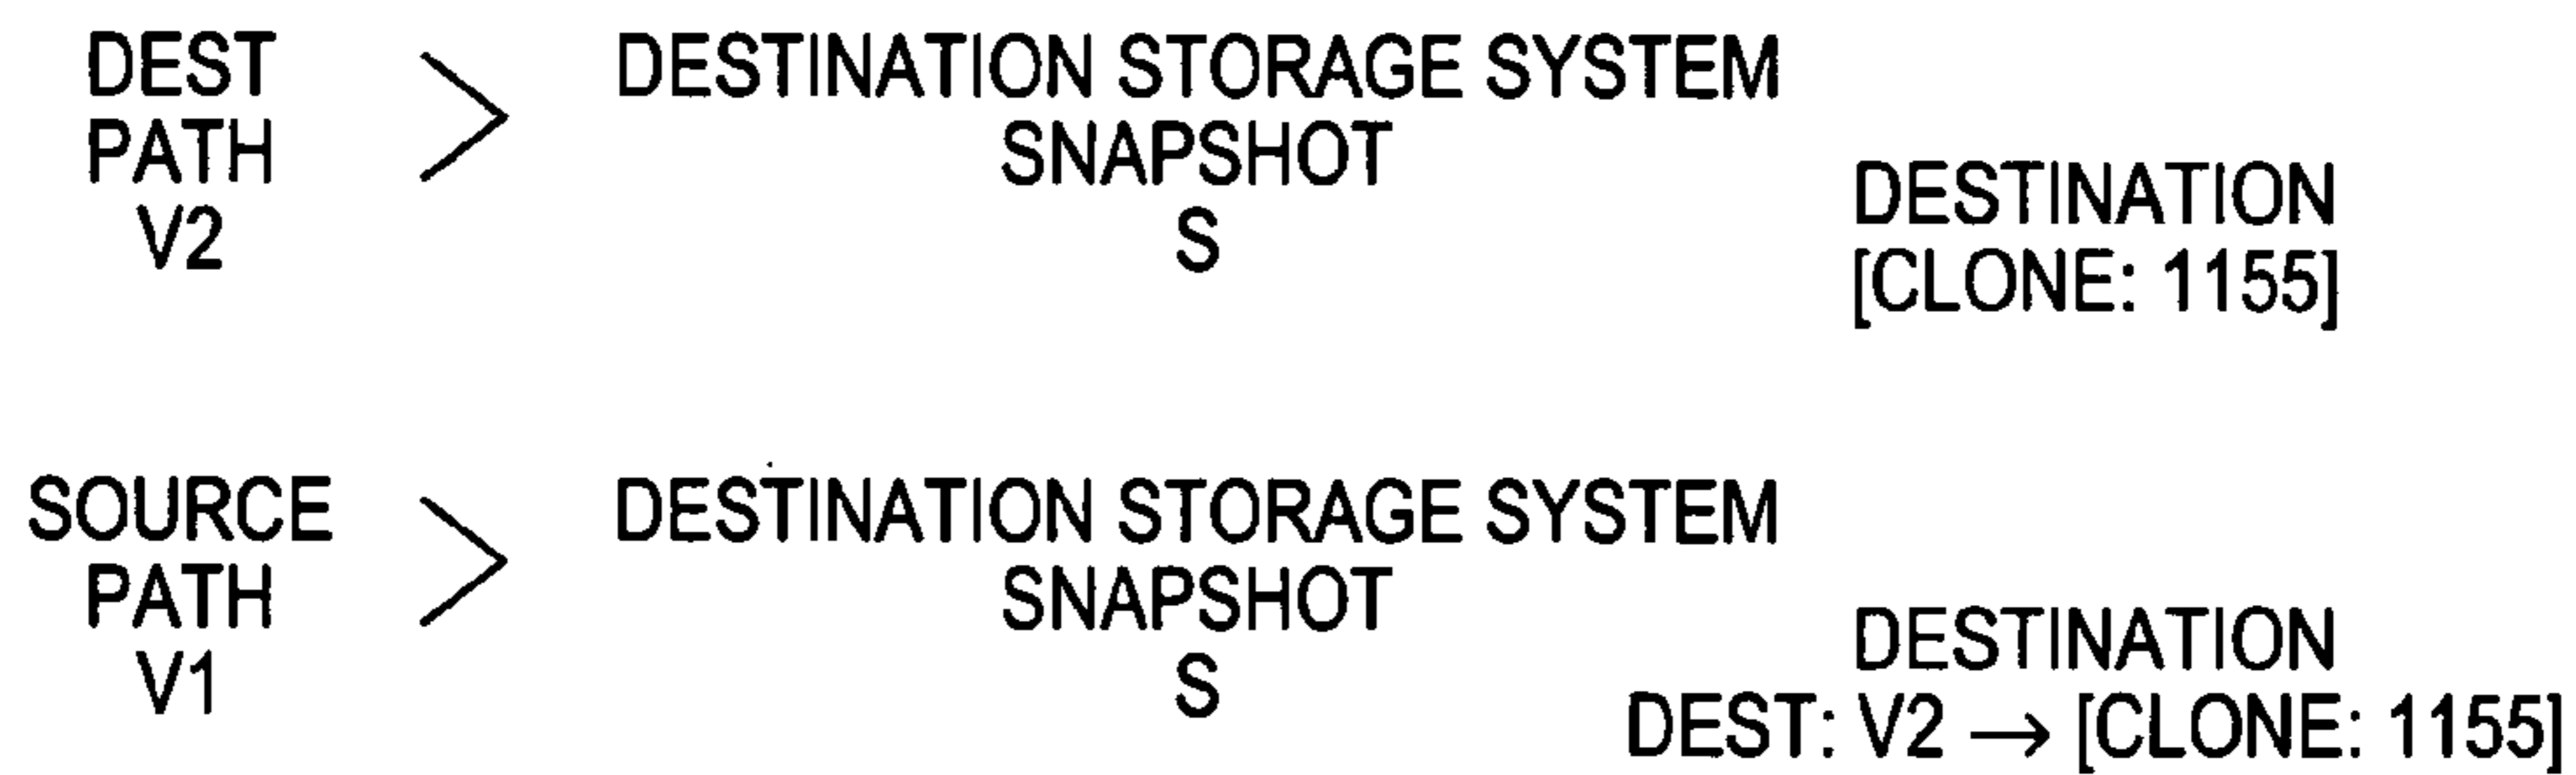 DEST
PATH
V2
>
DESTINATION STORAGE SYSTEM
SNAPSHOT
S
DESTINATION
[CLONE: 1155]
SOURCE
PATH
V1
>
DESTINATION STORAGE SYSTEM
SNAPSHOT
S
DESTINATION
DEST: V2 → [CLONE: 1155]